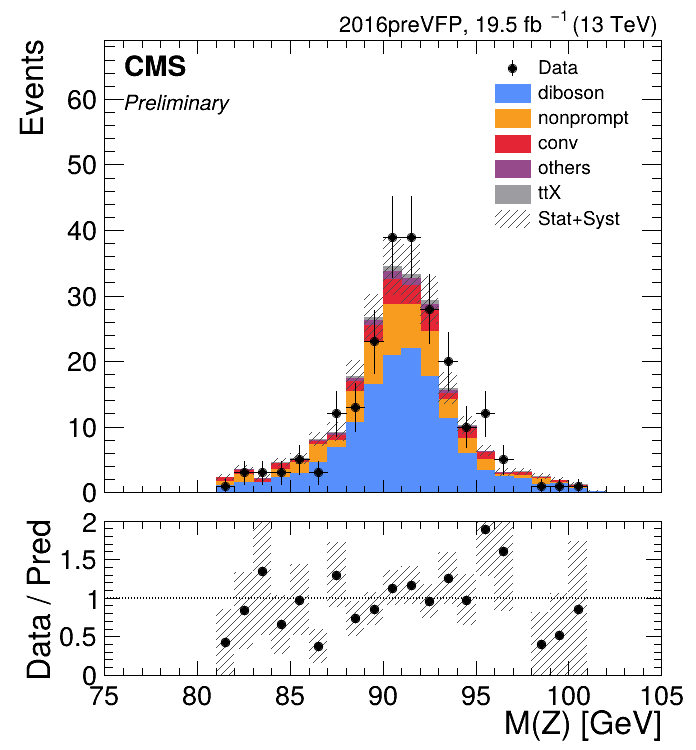 2016preVFP, 19.5 fb ⁻¹ (13 TeV)
CMS
Preliminary
Events
Data
diboson
nonprompt
conv
others
ttX
Stat+Syst
60
50
40
30
20
10
0
Data / Pred
2
1.5
1
0.5
0
75 80 85 90 95 100 105
M(Z) [GeV]